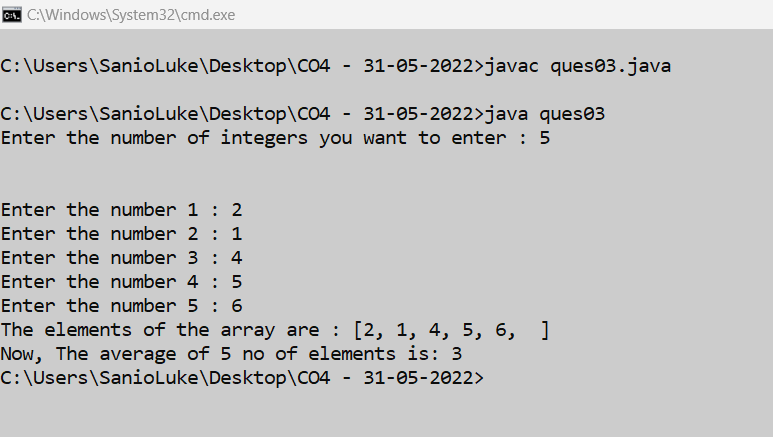 C:\Windows\System32\cmd.exe
C:\Users\SanioLuke\Desktop\CO4 - 31-05-2022>javac ques03.java
C:\Users\SanioLuke\Desktop\CO4 - 31-05-2022>java ques03
Enter the number of integers you want to enter : 5
Enter the number 1 : 2
Enter the number 2 : 1
Enter the number 3 : 4
Enter the number 4 : 5
Enter the number 5 : 6
The elements of the array are : [2, 1, 4, 5, 6,  ]
Now, The average of 5 no of elements is: 3
C:\Users\SanioLuke\Desktop\CO4 - 31-05-2022>